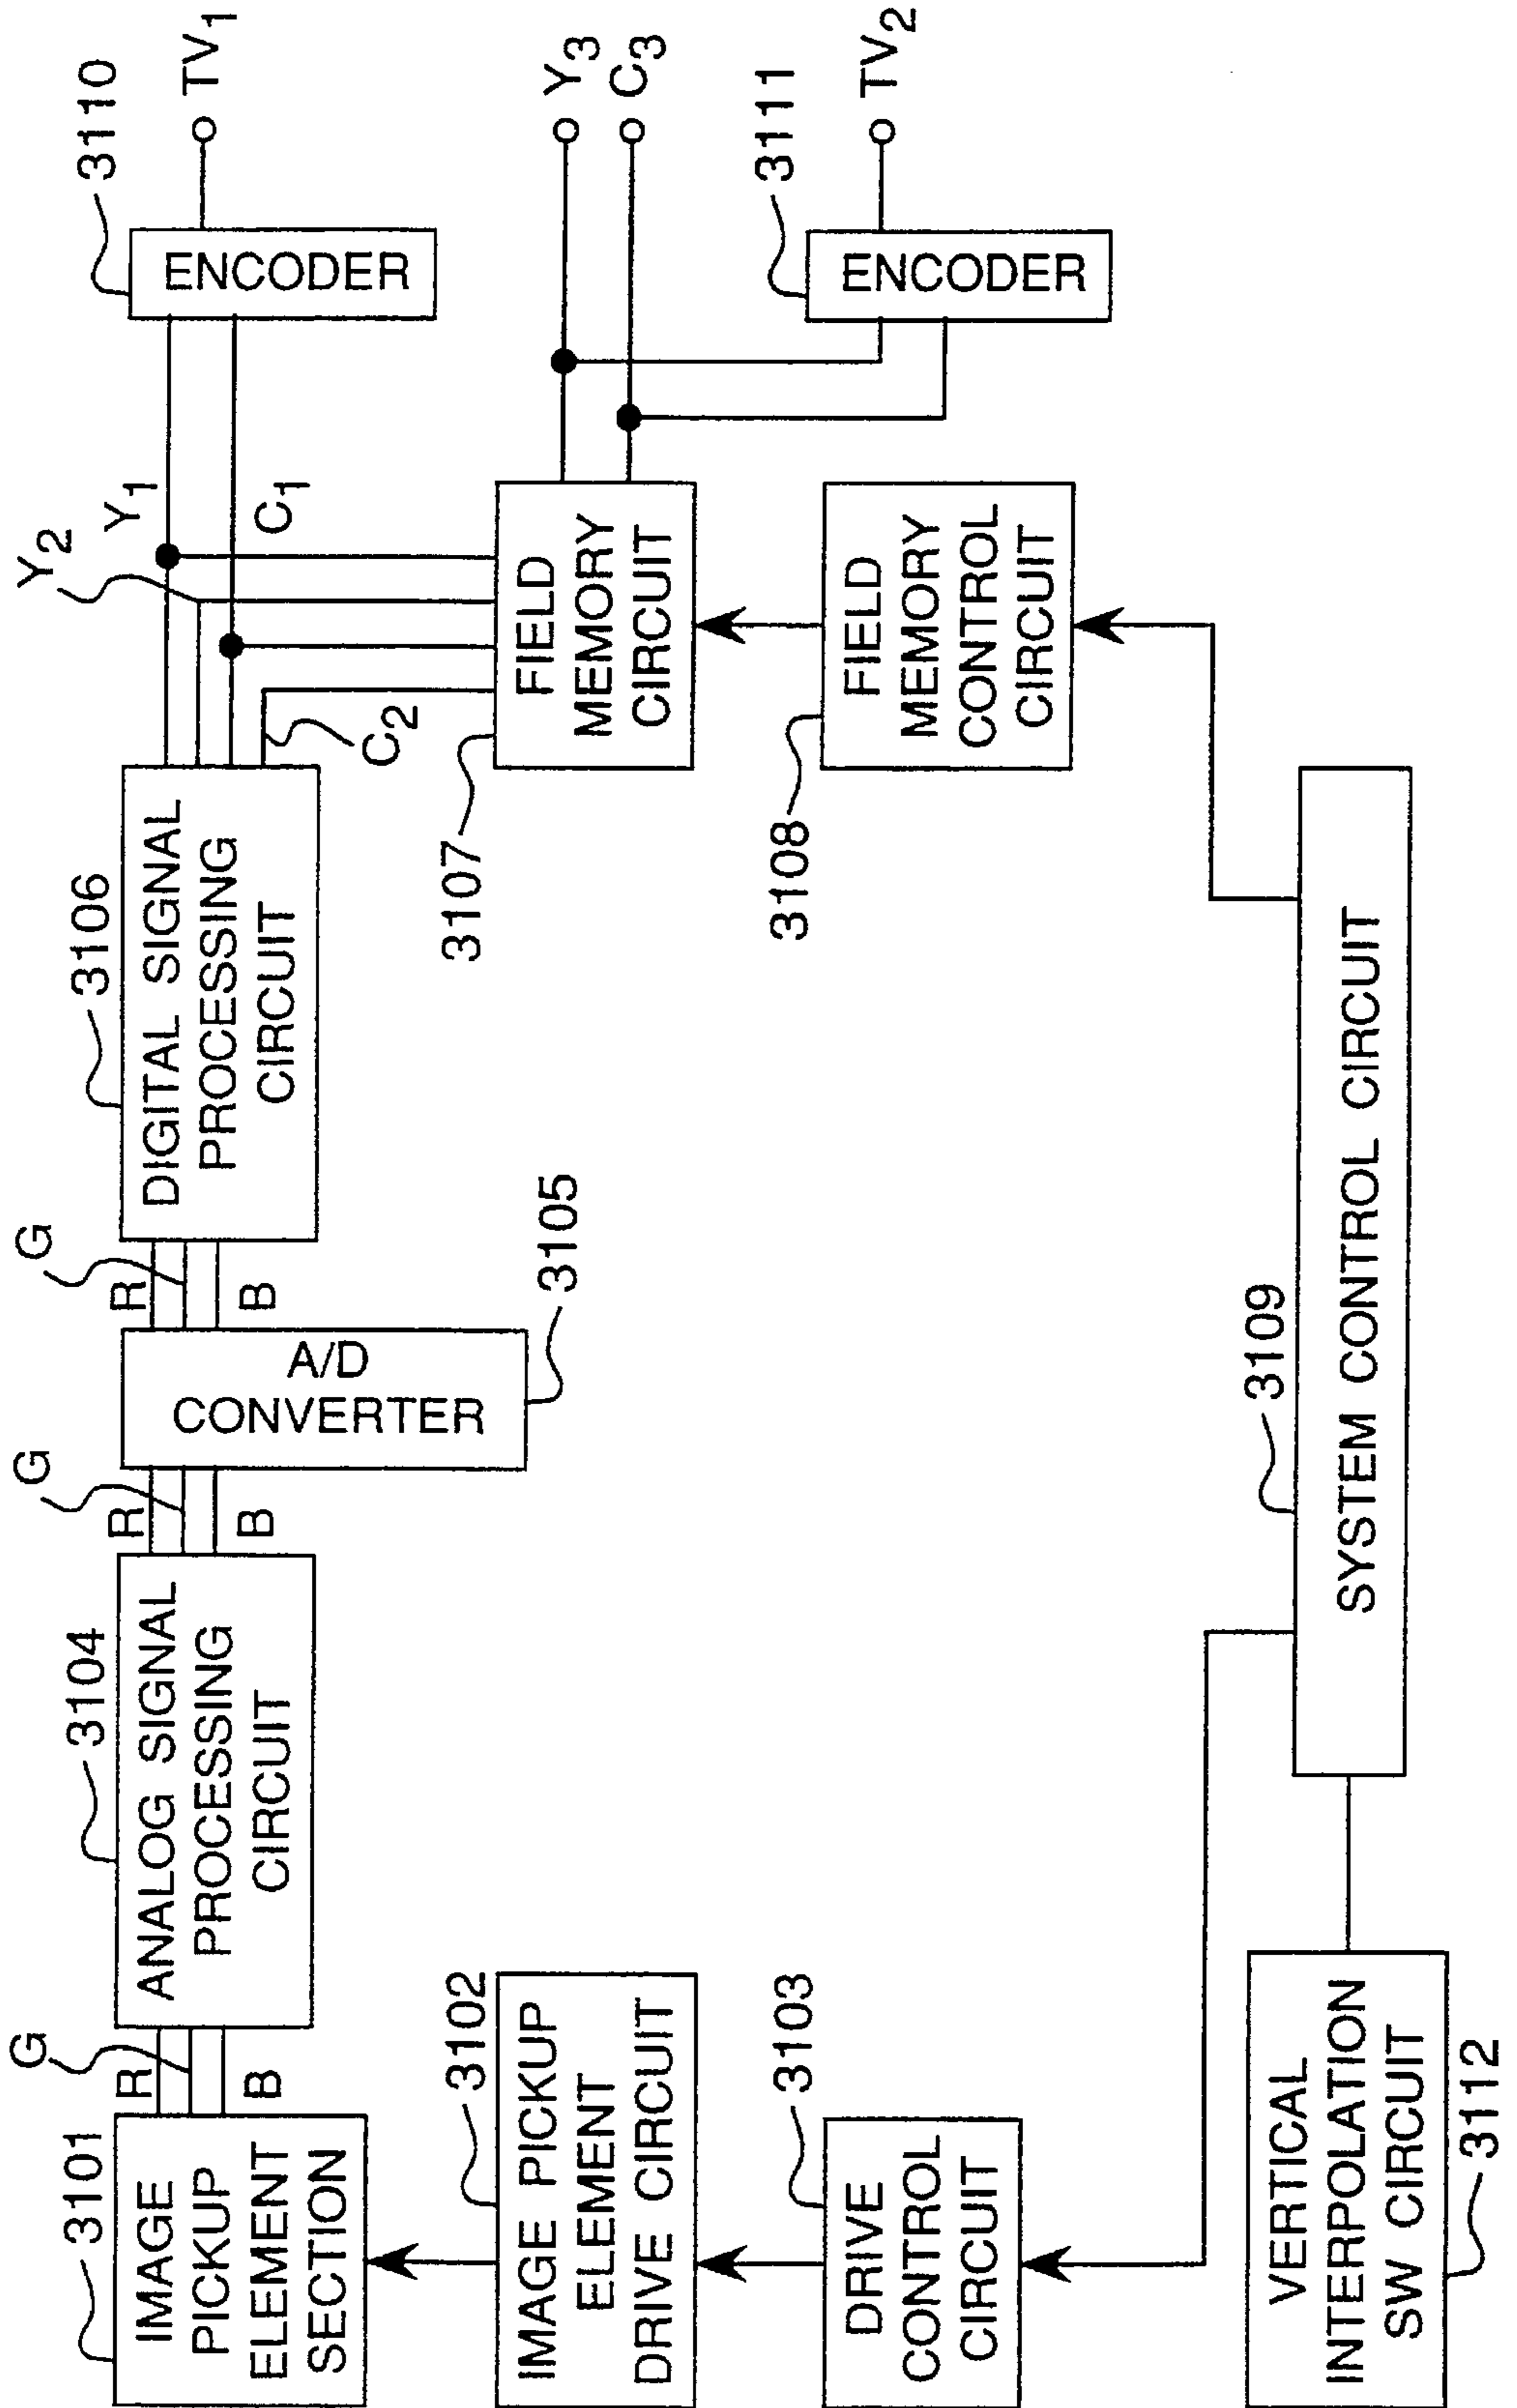 3101
IMAGE
PICKUP
ELEMENT
SECTION
G
R
B
3104
ANALOG SIGNAL
PROCESSING
CIRCUIT
G
R
B
A/D
CONVERTER
3105
G
R
B
3106
DIGITAL SIGNAL
PROCESSING
CIRCUIT
Y2
Y1
C1
C2
3110
ENCODER
TV1
3102
IMAGE PICKUP
ELEMENT
DRIVE CIRCUIT
3107
FIELD
MEMORY
CIRCUIT
Y3
C3
3103
DRIVE
CONTROL
CIRCUIT
3108
FIELD
MEMORY
CONTROL
CIRCUIT
3111
ENCODER
TV2
VERTICAL
INTERPOLATION
SW CIRCUIT
3112
3109
SYSTEM CONTROL CIRCUIT